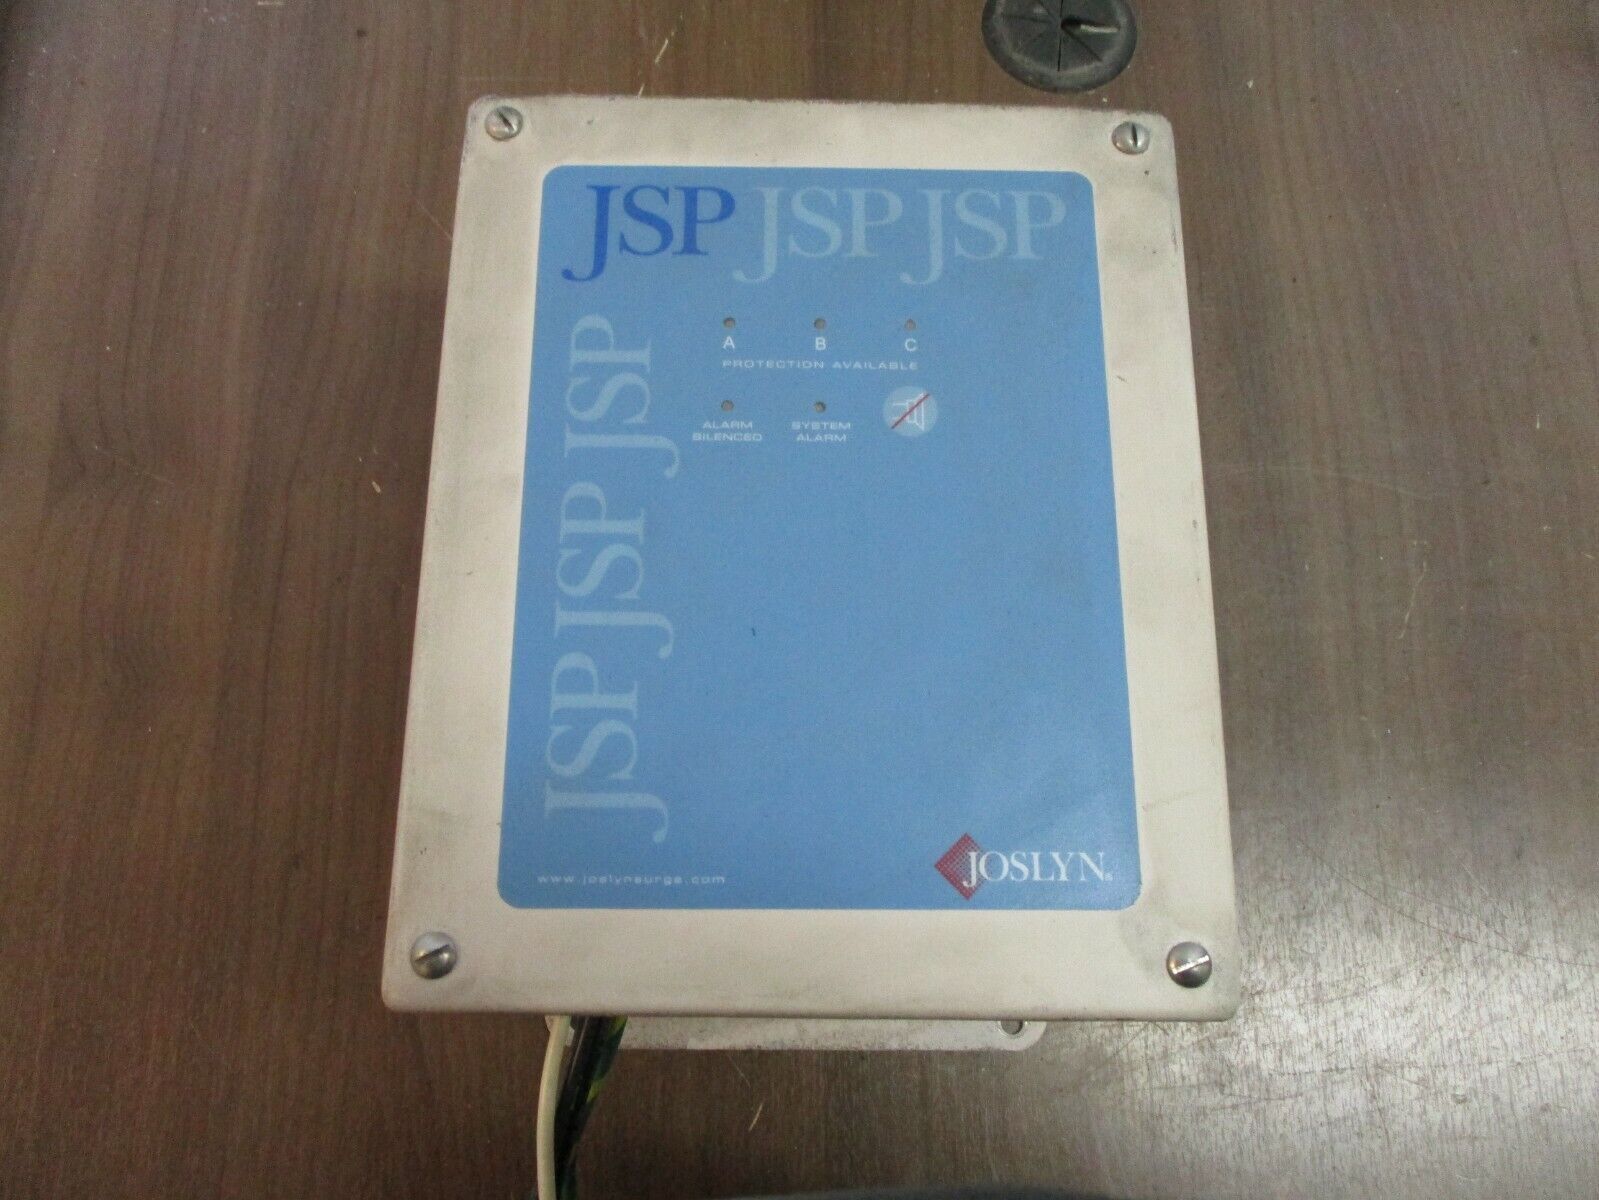 JSP JSP JSP
A B C
PROTECTION AVAILABLE
ALARM SILENCED
SYSTEM ALARM
JSP JSP JSP
www.joslynsurge.com
JOSLYN®